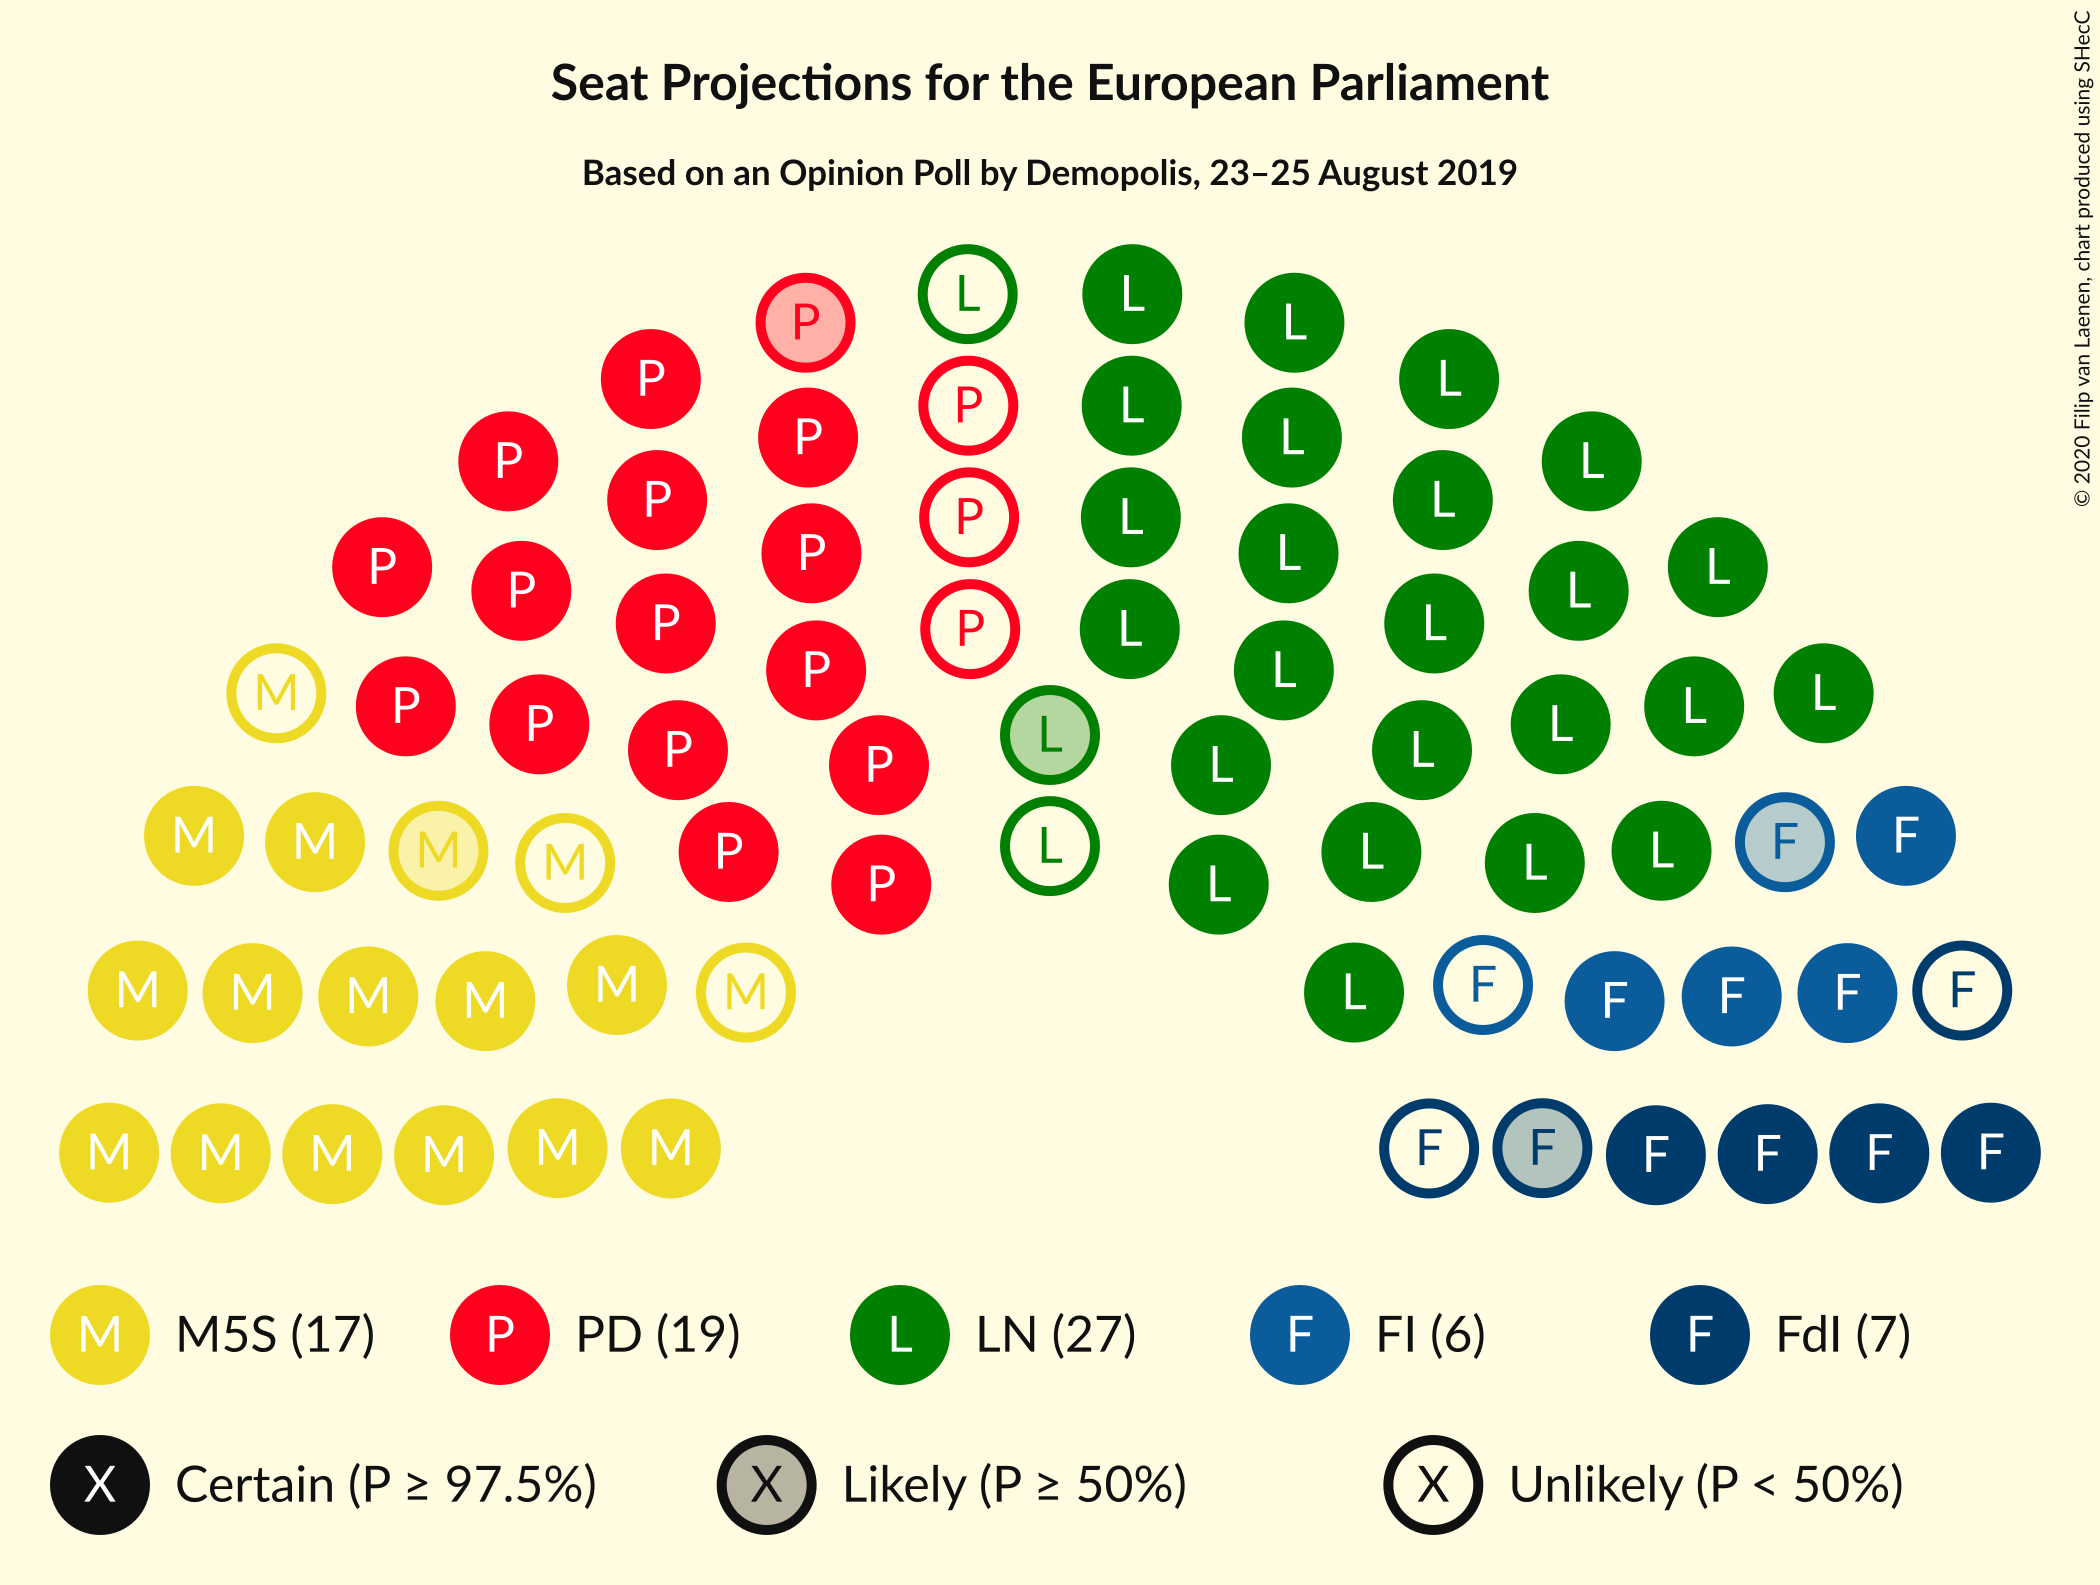 Seat Projections for the European Parliament
Based on an Opinion Poll by Demopolis, 23–25 August 2019
© 2020 Filip van Laenen, chart produced using SHecC
L L
P L
P L
P P L L
P L
P P L L
P L
P P L L
P L
P L
P P L L
M P P L L
P P L L
L
P L
M M M M P L L L L F F
P P L L
M M M M M M L F F F F F
M M M M M M F F F F F F
M M5S (17) P PD (19) L LN (27) F FI (6) F FdI (7)
X Certain (P ≥ 97.5%) X Likely (P ≥ 50%) X Unlikely (P < 50%)